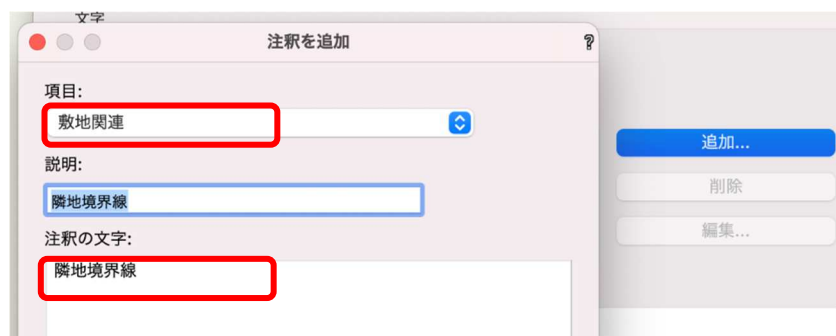 文字
注釈を追加
?
項目:
敷地関連
追加...
説明:
削除
隣地境界線
編集...
注釈の文字:
隣地境界線